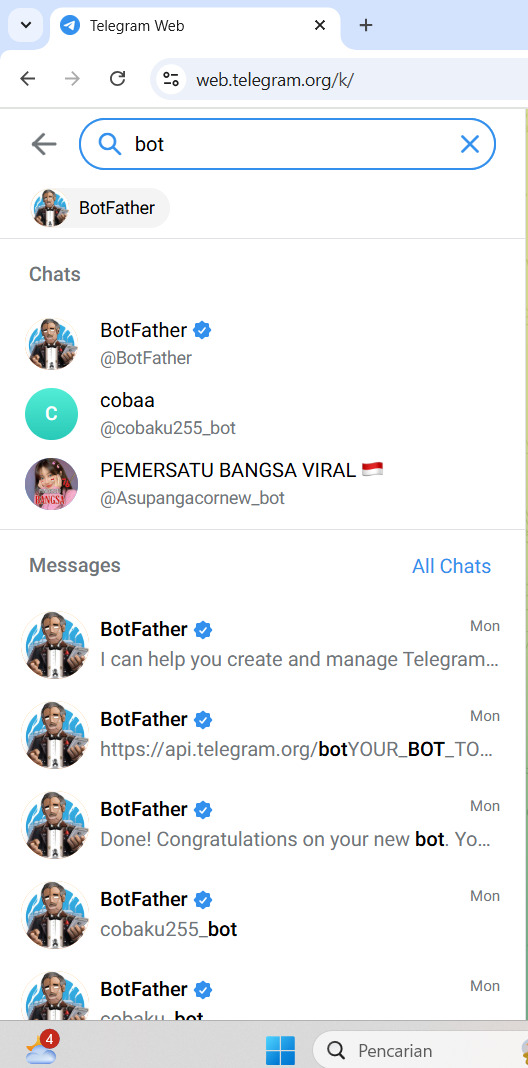 Telegram Web
web.telegram.org/k/
bot
BotFather
Chats
BotFather
@BotFather
C
cobaa
@cobaku255_bot
PEMERSATU BANGSA VIRAL 🇮🇩
@Asupangacornew_bot
BANGSA
Messages All Chats
BotFather Mon
I can help you create and manage Telegram...
BotFather Mon
https://api.telegram.org/botYOUR_BOT_TO...
BotFather Mon
Done! Congratulations on your new bot. Yo...
BotFather Mon
cobaku255_bot
BotFather Mon
cobaku_bot
4
Pencarian